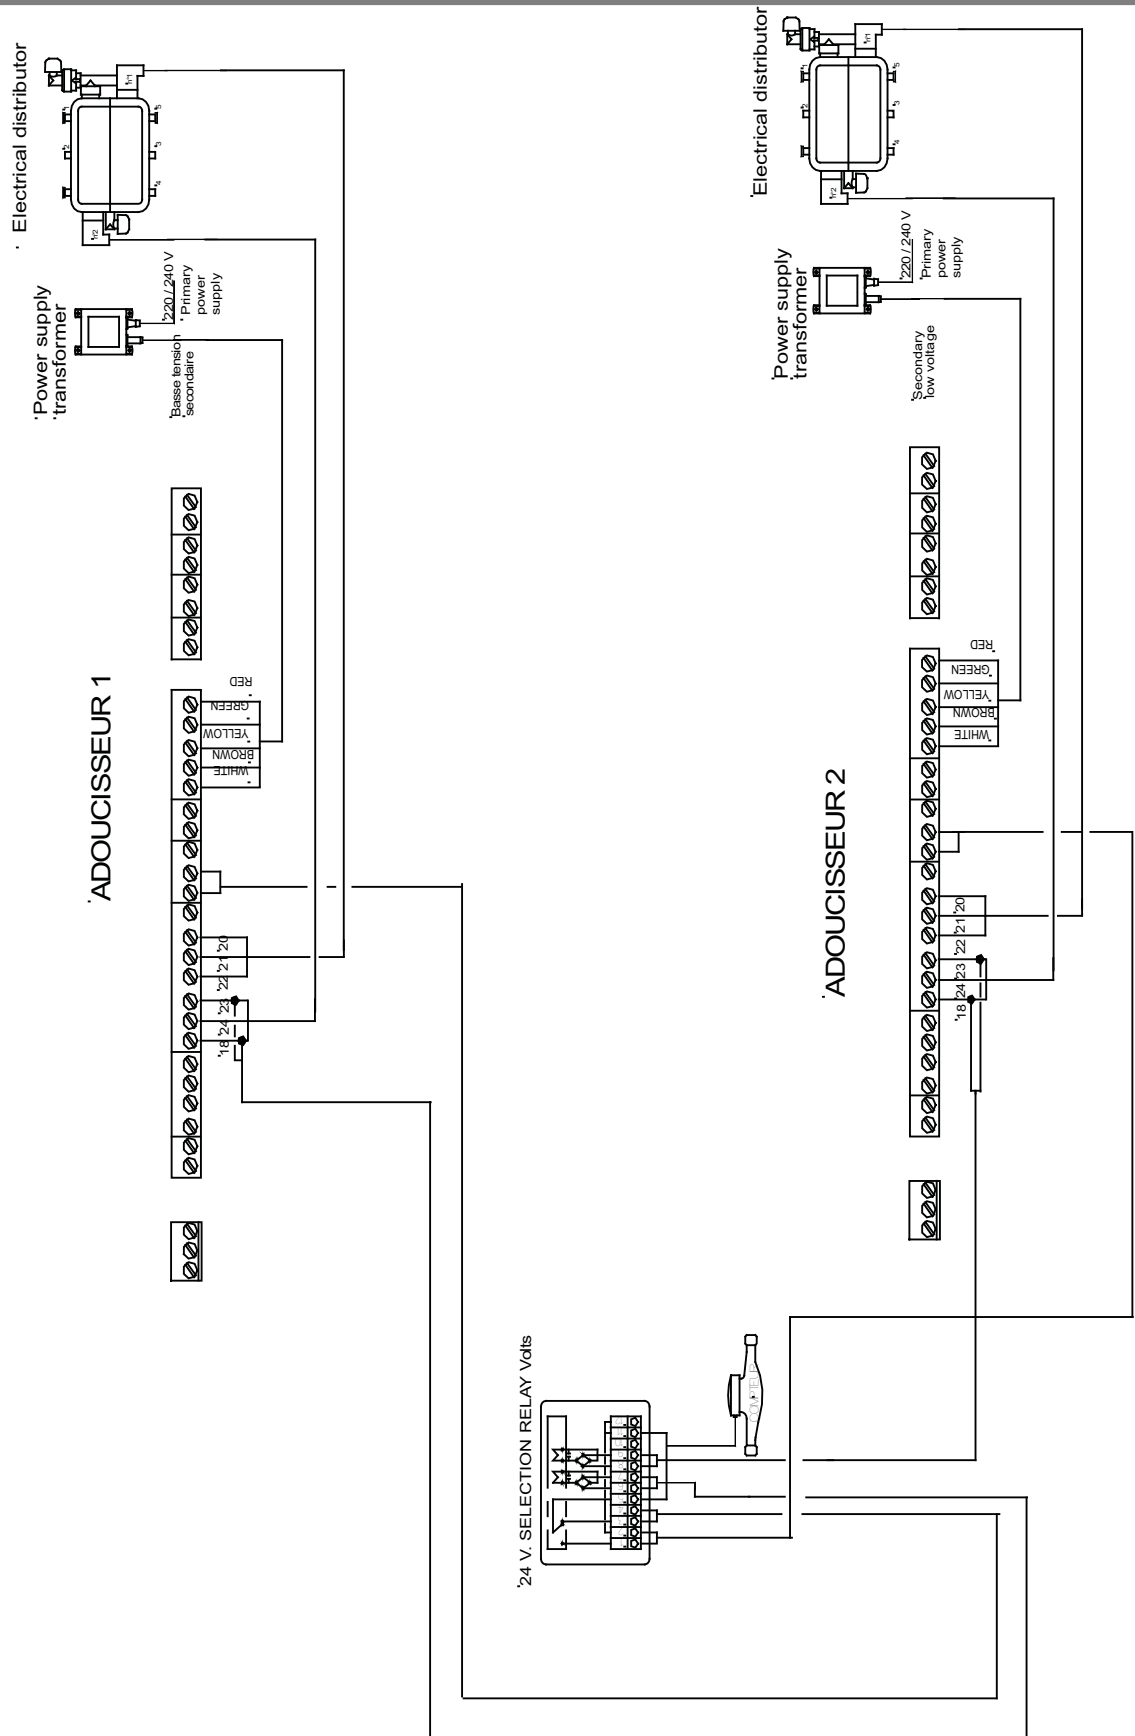 ' Electrical distributor
'Power supply
'transformer
'220 / 240 V
' Primary
power
supply
'Basse tension
'secondaire
'ADOUCISSEUR 1
RED
GREEN
YELLOW
BROWN
WHITE
'20
'21
'22
'23
'24
'18
'Electrical distributor
'Power supply
'transformer
'220 / 240 V
'Primary
power
supply
'Secondary
'low voltage
'ADOUCISSEUR 2
RED
GREEN
YELLOW
BROWN
WHITE
'20
'21
'22
'23
'24
'18
'24 V. SELECTION RELAY Volts
COMPTEUR